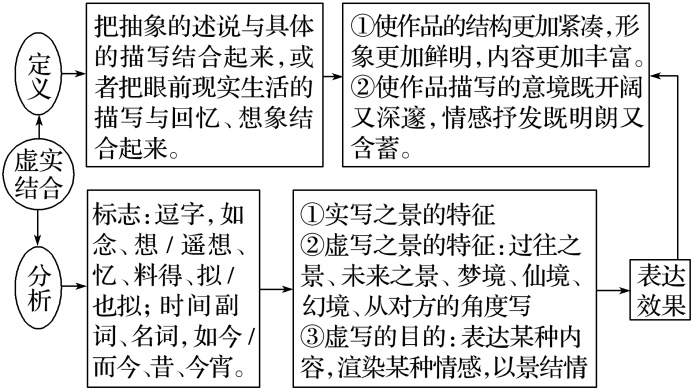 定义
把抽象的述说与具体
的描写结合起来,或
者把眼前现实生活的
描写与回忆、想象结
合起来。
①使作品的结构更加紧凑,形
象更加鲜明,内容更加丰富。
②使作品描写的意境既开阔
又深邃,情感抒发既明朗又
含蓄。
虚实
结合
分析
标志:逗字,如
念、想/遥想、
忆、料得、拟/
也拟;时间副
词、名词,如今/
而今、昔、今宵。
①实写之景的特征
②虚写之景的特征:过往之
景、未来之景、梦境、仙境、
幻境、从对方的角度写
③虚写的目的:表达某种内
容,渲染某种情感,以景结情
表达
效果